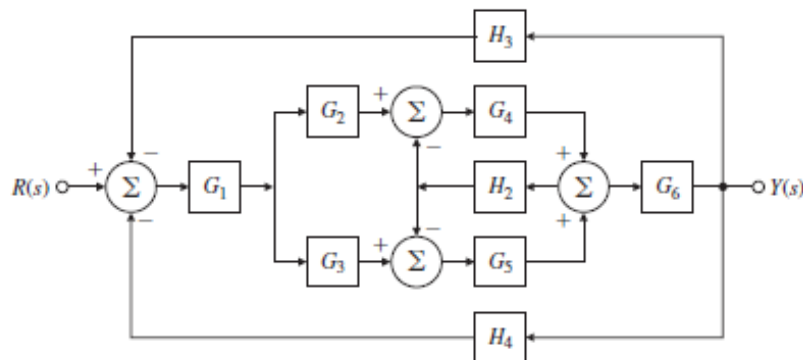 H₃
G₂ + Σ G₄
−
−
R(s) + Σ G₁ H₂ + Σ G₆ Y(s)
−
−
+
G₃ + Σ G₅
H₄